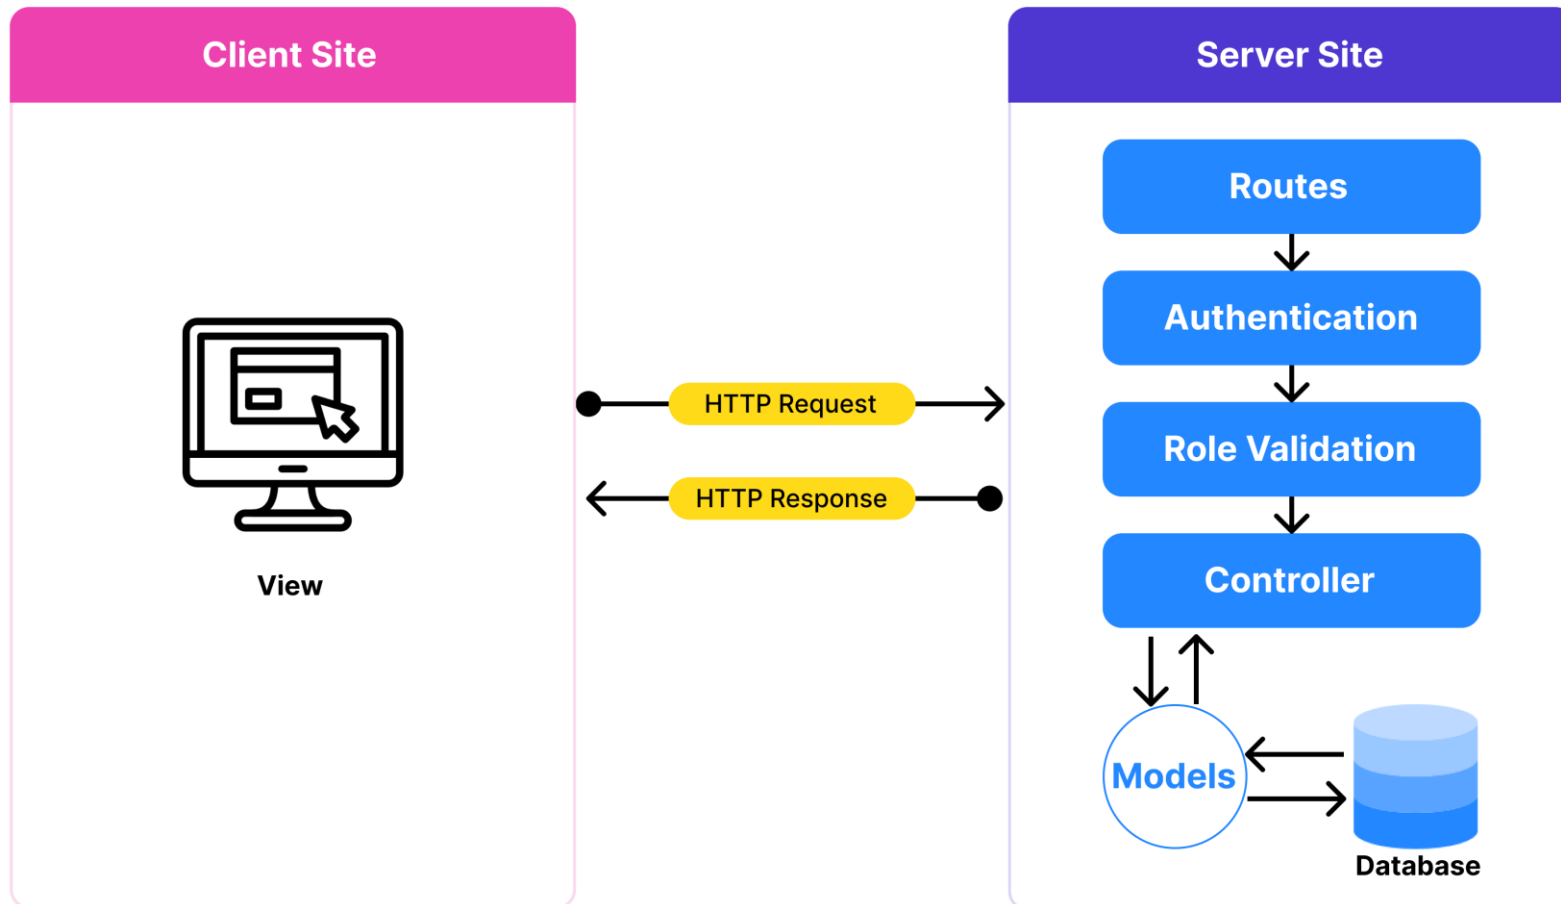 Client Site
View
HTTP Request
HTTP Response
Server Site
Routes
Authentication
Role Validation
Controller
Models
Database